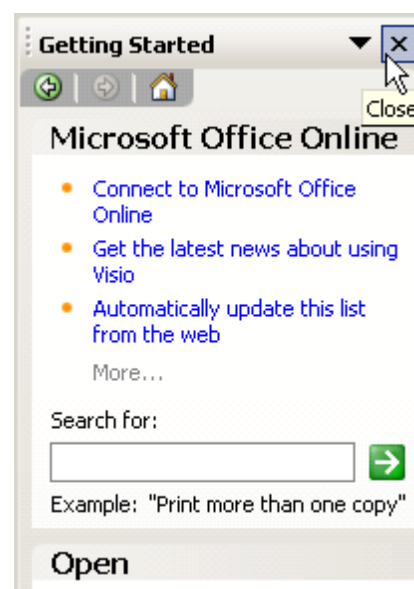 Getting Started
Close
Microsoft Office Online
Connect to Microsoft Office
Online
Get the latest news about using
Visio
Automatically update this list
from the web
More...
Search for:
Example: "Print more than one copy"
Open